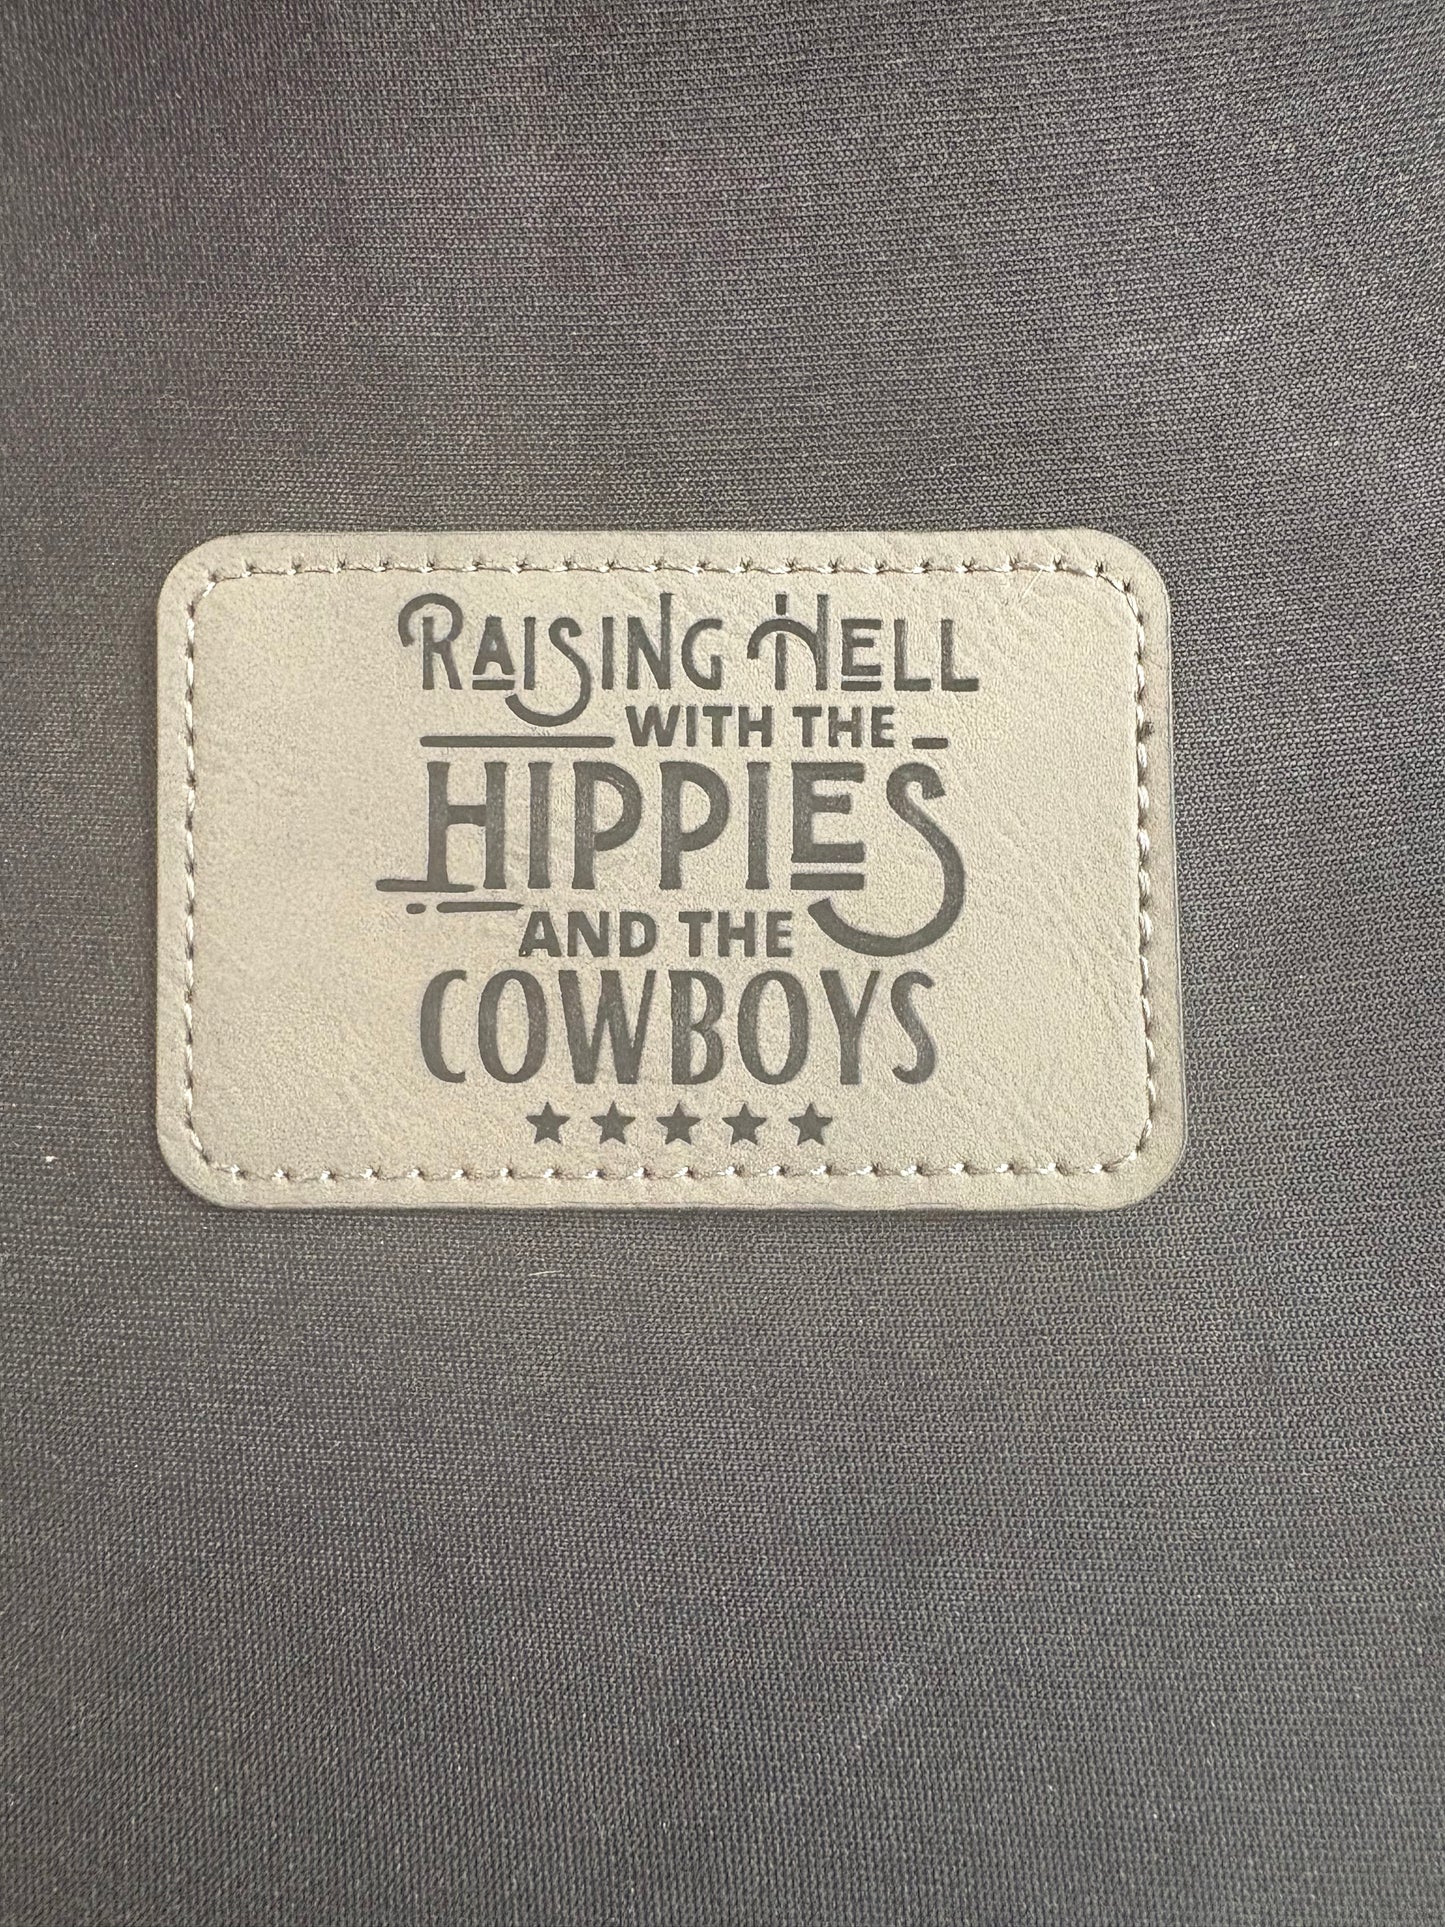 RAISING HELL
WITH THE
HIPPIES
AND THE
COWBOYS